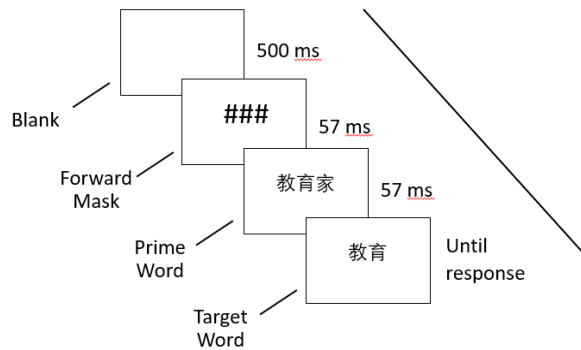 500 ms
Blank
###
57 ms
Forward
Mask
教育家
57 ms
Prime
Word
教育
Until
response
Target
Word